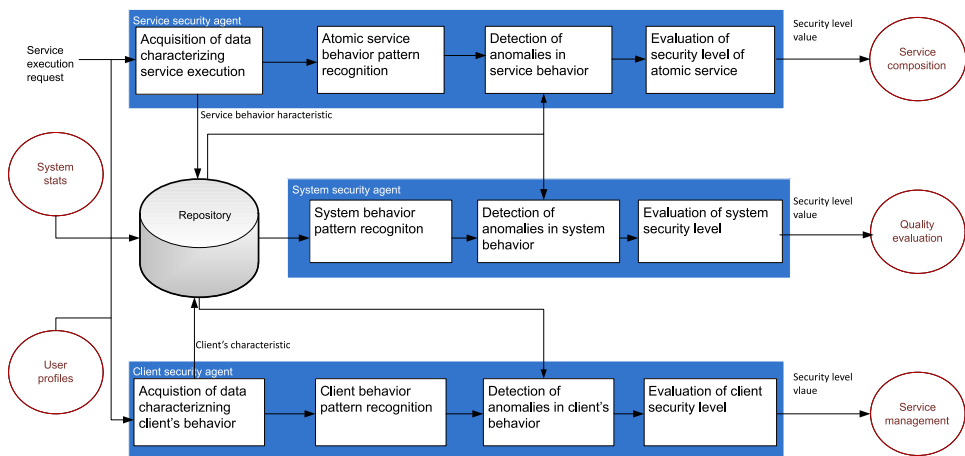 Service security agent
Service
execution
request
Acquisition of data
characterizing
service execution
Atomic service
behavior pattern
recognition
Detection of
anomalies in
service behavior
Evaluation of
security level of
atomic service
Security level
value
Service
composition
Service behavior haracteristic
System
stats
Repository
System security agent
System behavior
pattern recogniton
Detection of
anomalies in system
behavior
Evaluation of system
security level
Security level
value
Quality
evaluation
Client's characteristic
User
profiles
Client security agent
Acquistion of data
characterizning
client's behavior
Client behavior
pattern recognition
Detection of
anomalies in client's
behavior
Evaluation of client
security level
Security level
vlaue
Service
management